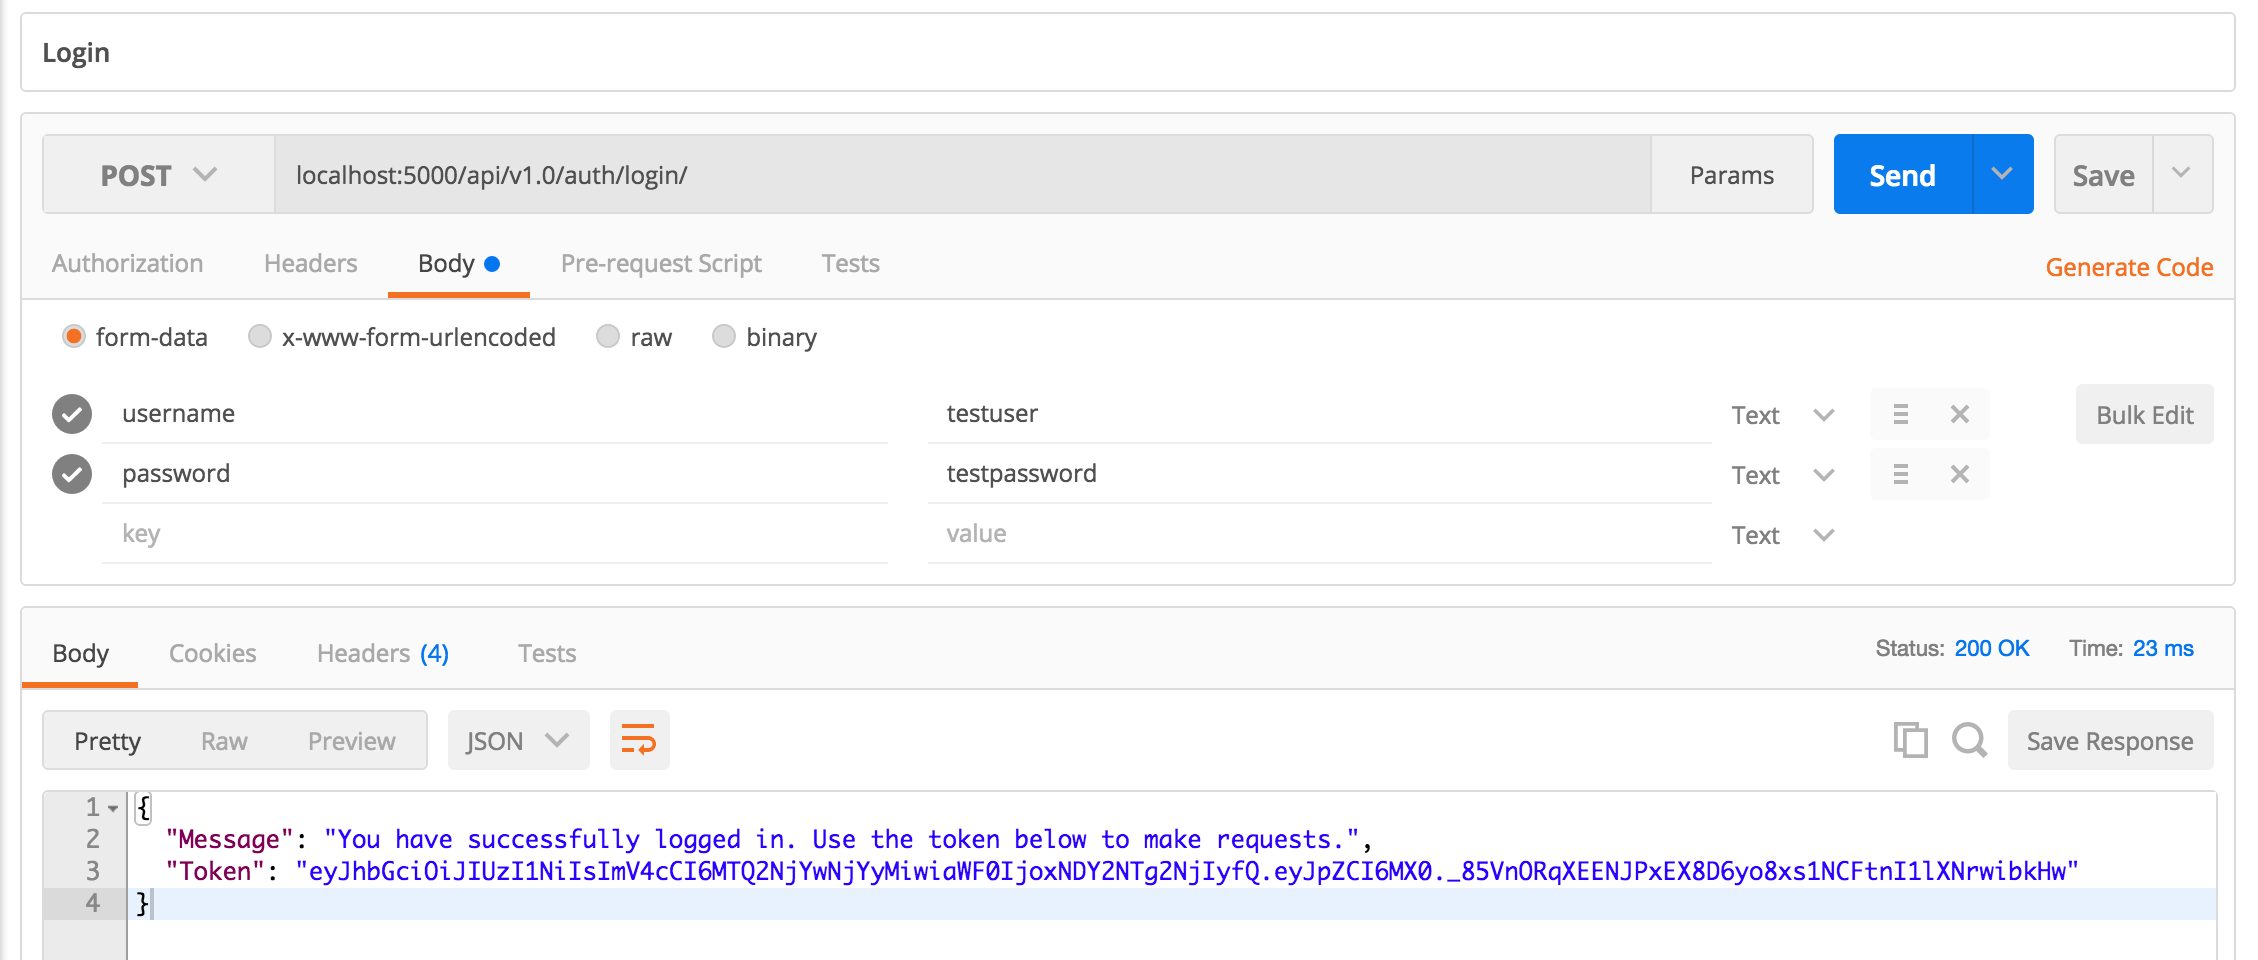 Login
POST localhost:5000/api/v1.0/auth/login/ Params Send Save
Authorization Headers Body Pre-request Script Tests Generate Code
form-data x-www-form-urlencoded raw binary
username testuser Text Bulk Edit
password testpassword Text
key value Text
Body Cookies Headers (4) Tests Status: 200 OK Time: 23 ms
Pretty Raw Preview JSON Save Response
1 {
2 "Message": "You have successfully logged in. Use the token below to make requests.",
3 "Token": "eyJhbGciOiJIUzI1NiIsImV4cCI6MTQ2NjYwNjYyMiwiaWF0IjoxNDY2NTg2NjIyfQ.eyJpZCI6MX0._85VnORqXEENJPxEX8D6yo8xs1NCFtnI1lXNrwibkHw"
4 }